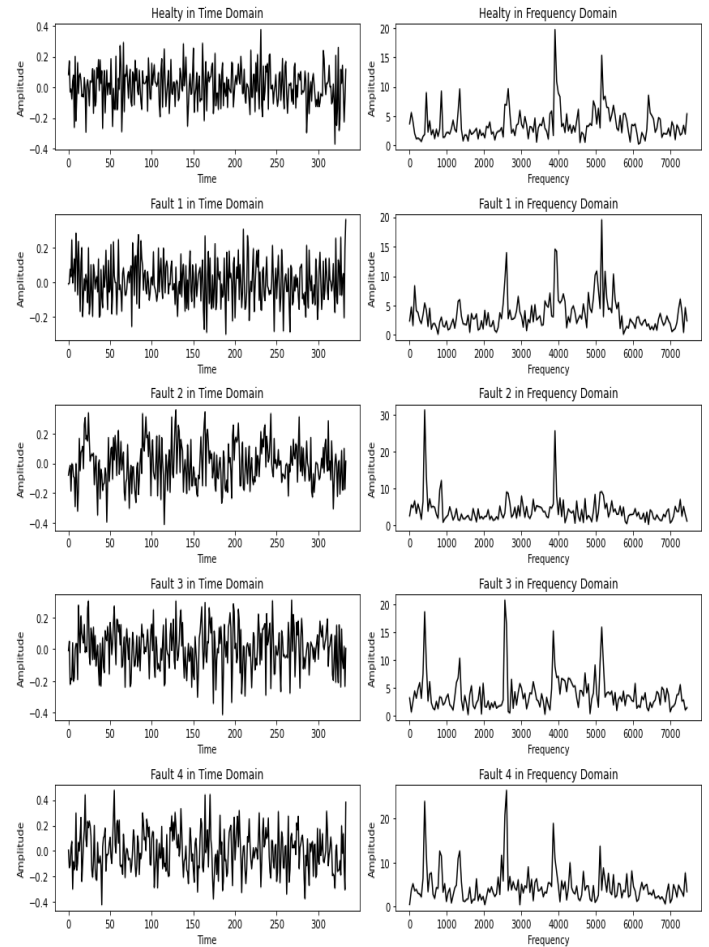 Healty in Time Domain
Healty in Frequency Domain
Amplitude
0.4
0.2
0.0
−0.2
−0.4
0 50 100 150 200 250 300
Time
Amplitude
20
15
10
5
0
0 1000 2000 3000 4000 5000 6000 7000
Frequency
Fault 1 in Time Domain
Fault 1 in Frequency Domain
Amplitude
0.2
0.0
−0.2
0 50 100 150 200 250 300
Time
Amplitude
20
15
10
5
0
0 1000 2000 3000 4000 5000 6000 7000
Frequency
Fault 2 in Time Domain
Fault 2 in Frequency Domain
Amplitude
0.2
0.0
−0.2
−0.4
0 50 100 150 200 250 300
Time
Amplitude
30
20
10
0
0 1000 2000 3000 4000 5000 6000 7000
Frequency
Fault 3 in Time Domain
Fault 3 in Frequency Domain
Amplitude
0.2
0.0
−0.2
−0.4
0 50 100 150 200 250 300
Time
Amplitude
20
15
10
5
0
0 1000 2000 3000 4000 5000 6000 7000
Frequency
Fault 4 in Time Domain
Fault 4 in Frequency Domain
Amplitude
0.4
0.2
0.0
−0.2
−0.4
0 50 100 150 200 250 300
Time
Amplitude
20
10
0
0 1000 2000 3000 4000 5000 6000 7000
Frequency